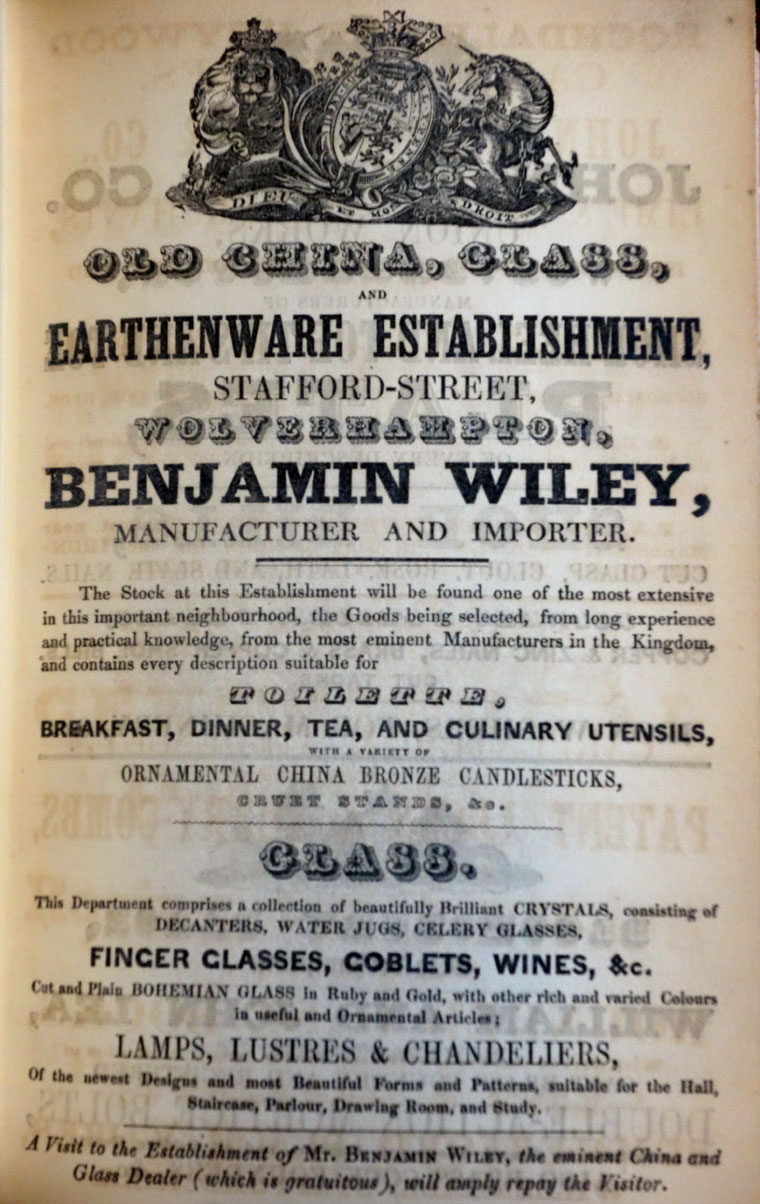 DIEU ET MON DROIT
OLD CHINA, GLASS,
AND
EARTHENWARE ESTABLISHMENT,
STAFFORD-STREET,
WOLVERHAMPTON,
BENJAMIN WILEY,
MANUFACTURER AND IMPORTER.
The Stock at this Establishment will be found one of the most extensive
in this important neighbourhood, the Goods being selected, from long experience
and practical knowledge, from the most eminent Manufacturers in the Kingdom,
and contains every description suitable for
TOILETTE,
BREAKFAST, DINNER, TEA, AND CULINARY UTENSILS,
WITH A VARIETY OF
ORNAMENTAL CHINA BRONZE CANDLESTICKS,
CRUET STANDS, &c.
GLASS.
This Department comprises a collection of beautifully Brilliant CRYSTALS, consisting of
DECANTERS, WATER JUGS, CELERY GLASSES,
FINGER GLASSES, GOBLETS, WINES, &c.
Cut and Plain BOHEMIAN GLASS in Ruby and Gold, with other rich and varied Colours
in useful and Ornamental Articles;
LAMPS, LUSTRES & CHANDELIERS,
Of the newest Designs and most Beautiful Forms and Patterns, suitable for the Hall,
Staircase, Parlour, Drawing Room, and Study.
A Visit to the Establishment of Mr. BENJAMIN WILEY, the eminent China and
Glass Dealer (which is gratuitous), will amply repay the Visitor.